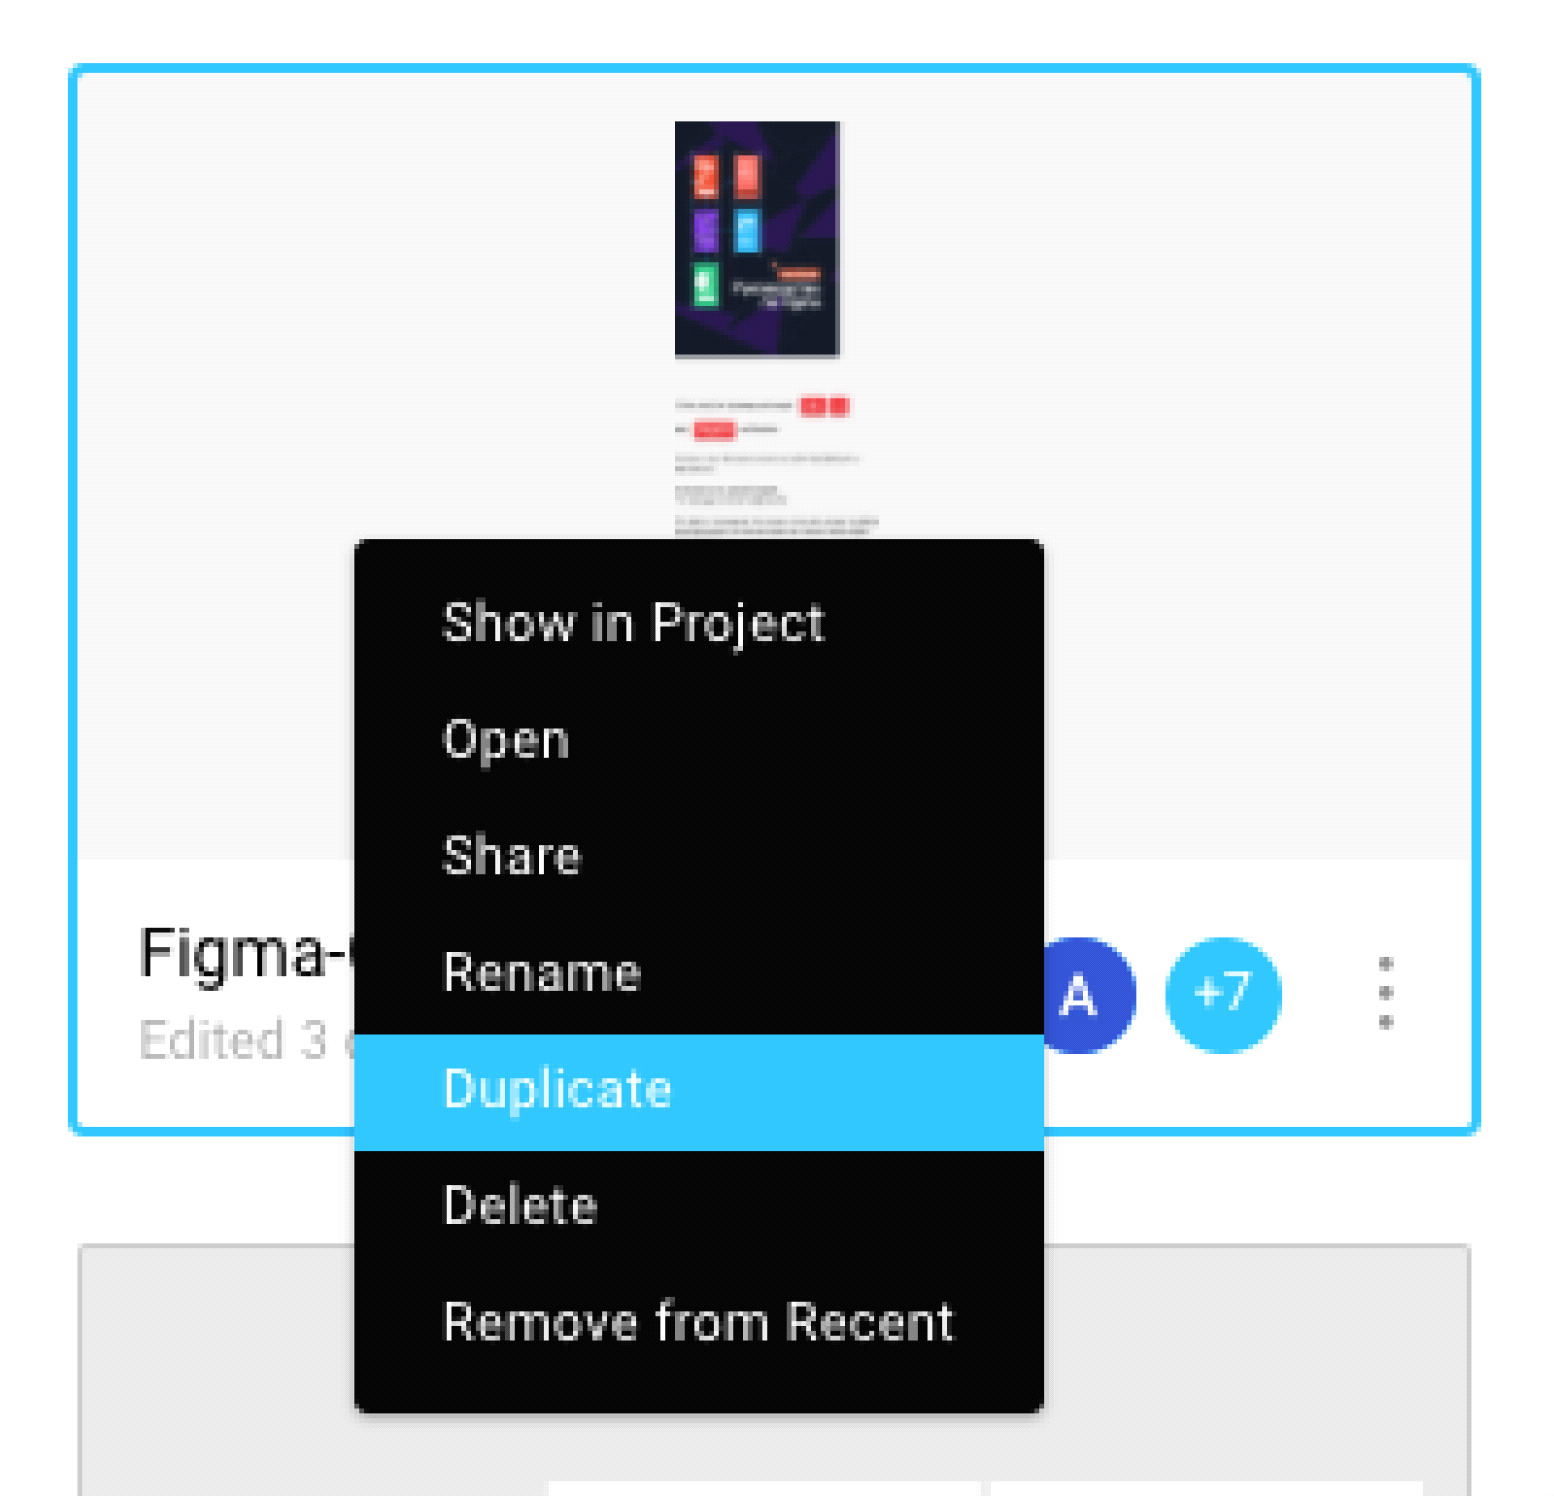 Show in Project
Open
Share
Rename
Duplicate
Delete
Remove from Recent
Figma-
Edited 3
A
+7